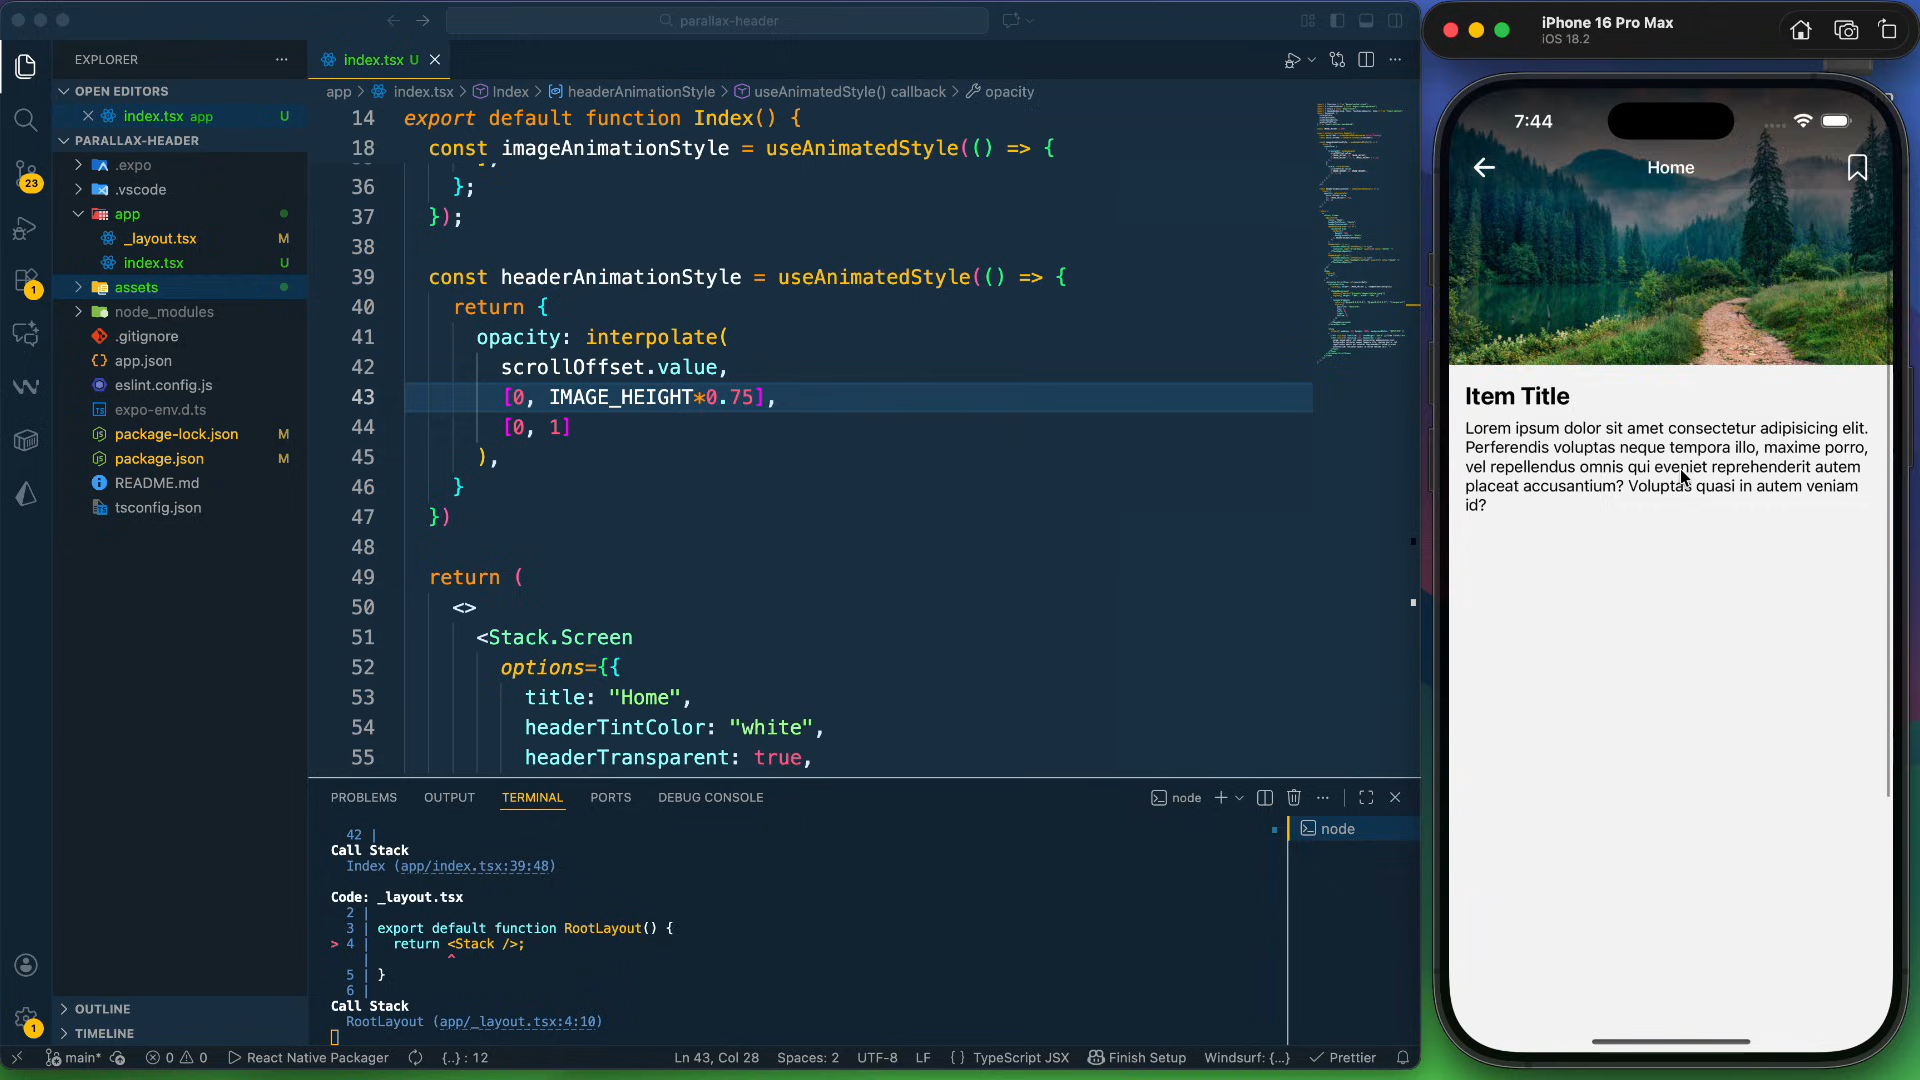 parallax-header
EXPLORER
OPEN EDITORS
index.tsx app U
PARALLAX-HEADER
.expo
.vscode
app
_layout.tsx M
index.tsx U
assets
node_modules
.gitignore
app.json
eslint.config.js
expo-env.d.ts
package-lock.json M
package.json M
README.md
tsconfig.json
OUTLINE
TIMELINE
23
1
1
index.tsx U
app > index.tsx > Index > headerAnimationStyle > useAnimatedStyle() callback > opacity
14 export default function Index() {
18 const imageAnimationStyle = useAnimatedStyle(() => {
36 };
37 });
38
39 const headerAnimationStyle = useAnimatedStyle(() => {
40 return {
41 opacity: interpolate(
42 scrollOffset.value,
43 [0, IMAGE_HEIGHT*0.75],
44 [0, 1]
45 ),
46 }
47 })
48
49 return (
50 <>
51 <Stack.Screen
52 options={{
53 title: "Home",
54 headerTintColor: "white",
55 headerTransparent: true,
PROBLEMS OUTPUT TERMINAL PORTS DEBUG CONSOLE
node
node
42 |
Call Stack
Index (app/index.tsx:39:48)
Code: _layout.tsx
2 |
3 | export default function RootLayout() {
> 4 | return <Stack />;
| ^
5 | }
6 |
Call Stack
RootLayout (app/_layout.tsx:4:10)
main* 0 0 React Native Packager {..} : 12 Ln 43, Col 28 Spaces: 2 UTF-8 LF { } TypeScript JSX Finish Setup Windsurf: {...} Prettier
iPhone 16 Pro Max
iOS 18.2
7:44
Home
Item Title
Lorem ipsum dolor sit amet consectetur adipisicing elit.
Perferendis voluptas neque tempora illo, maxime porro,
vel repellendus omnis qui eveniet reprehenderit autem
placeat accusantium? Voluptas quasi in autem veniam
id?